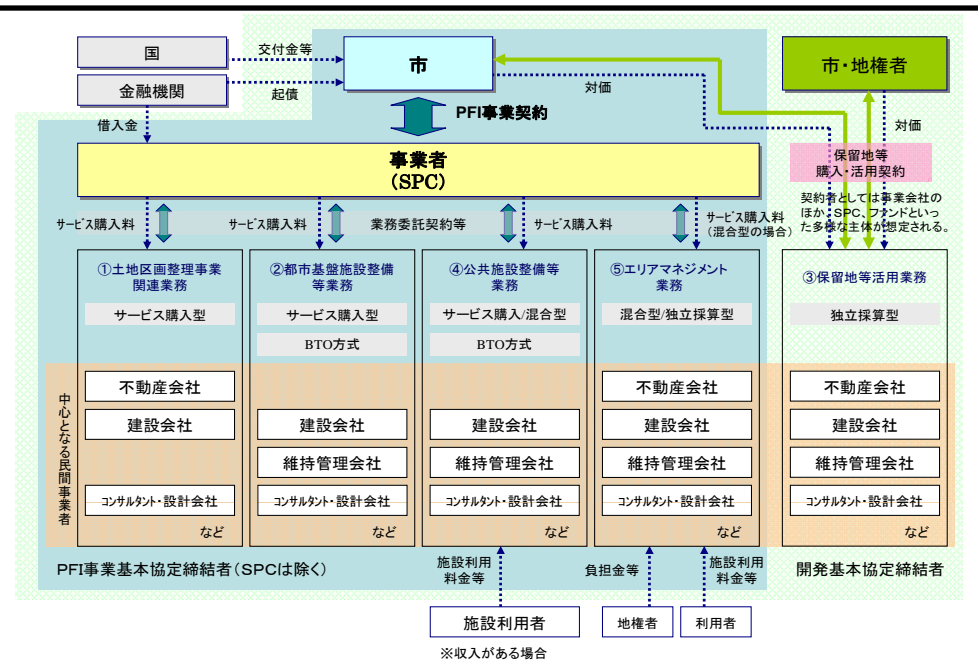 国
交付金等
市
市・地権者
金融機関
起債
対価
借入金
PFI事業契約
対価
事業者
（SPC）
保留地等
購入・活用契約
契約者としては事業会社の
ほか、SPC、ファンドといっ
た多様な主体が想定される。
サービス購入料
サービス購入料
業務委託契約等
サービス購入料
サービス購入料
（混合型の場合）
①土地区画整理事業
関連業務
サービス購入型
②都市基盤施設整備
等業務
サービス購入型
BTO方式
④公共施設整備等
業務
サービス購入/混合型
BTO方式
⑤エリアマネジメント
業務
混合型/独立採算型
③保留地等活用業務
独立採算型
中心となる民間事業者
不動産会社
建設会社
コンサルタント・設計会社
など
建設会社
維持管理会社
コンサルタント・設計会社
など
建設会社
維持管理会社
コンサルタント・設計会社
など
不動産会社
建設会社
維持管理会社
コンサルタント・設計会社
など
不動産会社
建設会社
維持管理会社
コンサルタント・設計会社
など
PFI事業基本協定締結者（SPCは除く）
施設利用
料金等
負担金等
施設利用
料金等
開発基本協定締結者
施設利用者
地権者
利用者
※収入がある場合